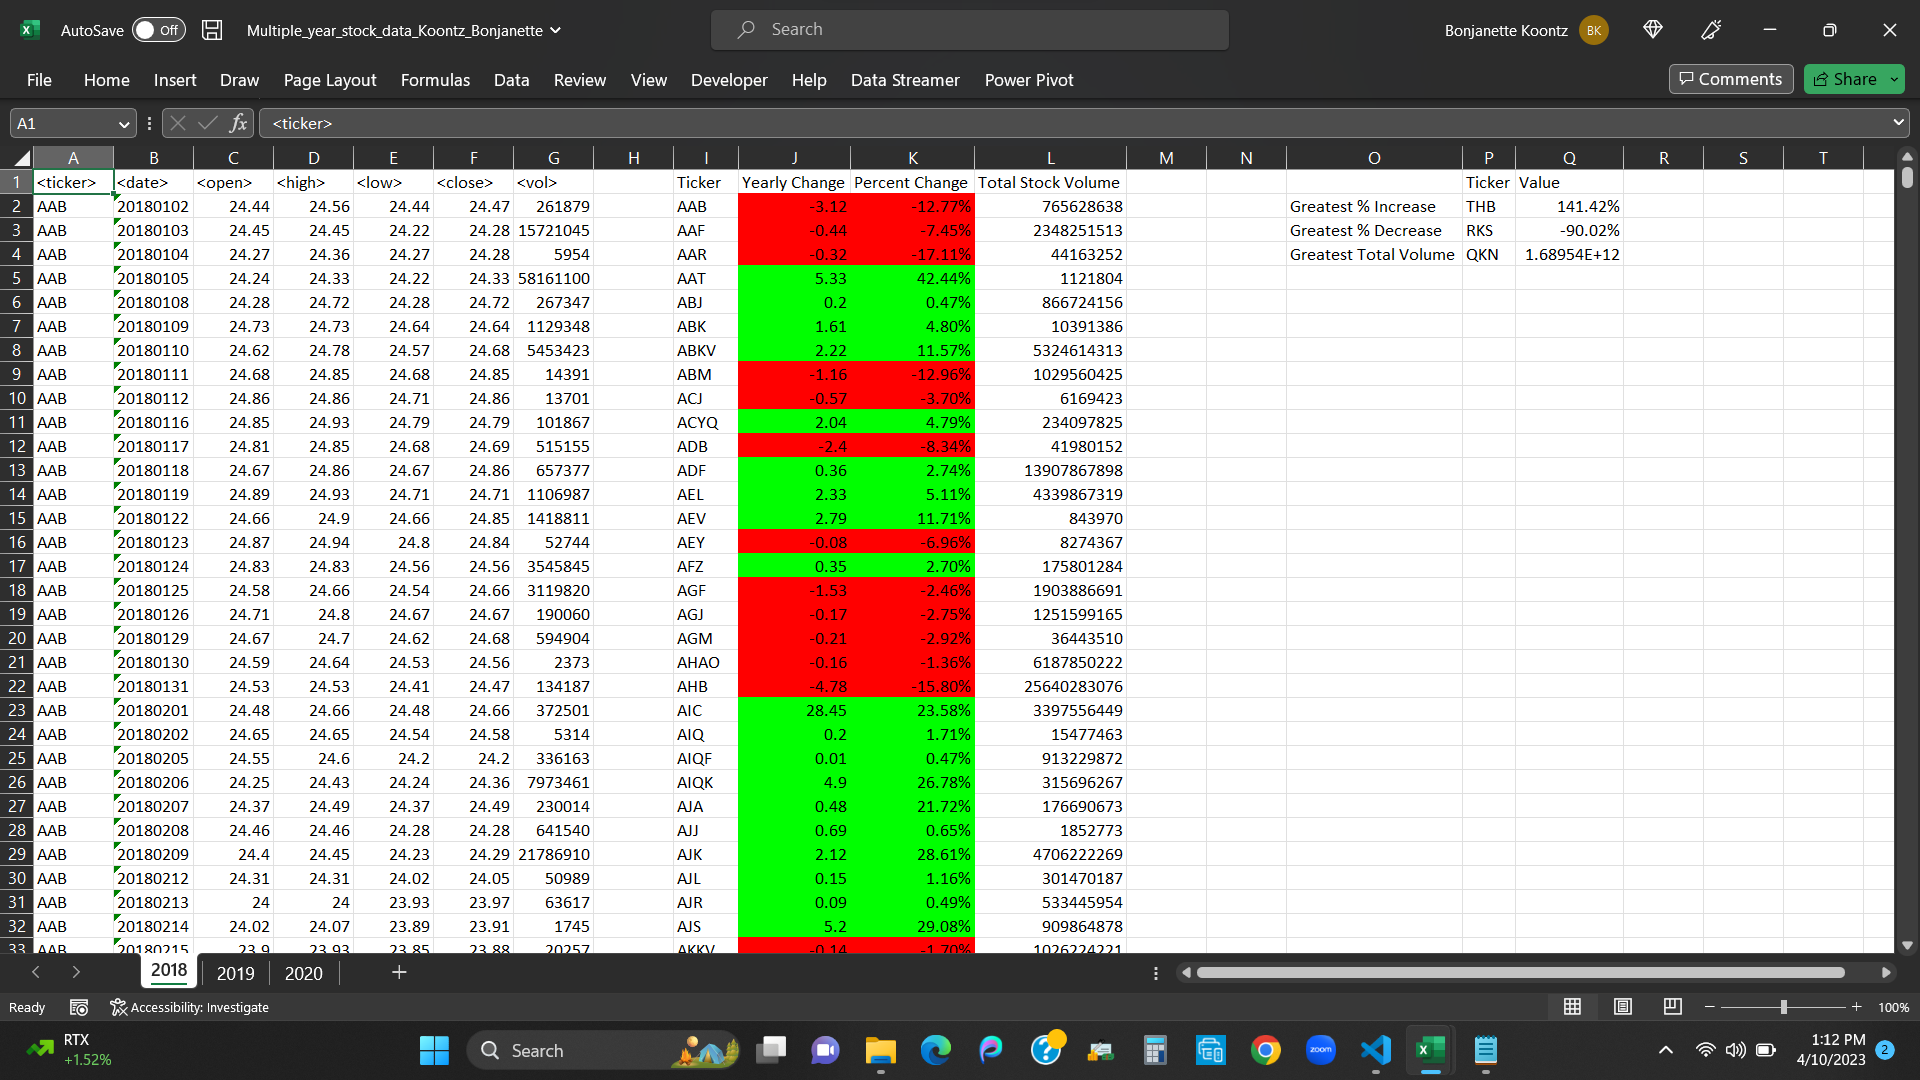 AutoSave Off Multiple_year_stock_data_Koontz_Bonjanette Search Bonjanette Koontz BK
File Home Insert Draw Page Layout Formulas Data Review View Developer Help Data Streamer Power Pivot Comments Share
A1 fx <ticker>
A B C D E F G H I J K L M N O P Q R S T
1 <ticker> <date> <open> <high> <low> <close> <vol> Ticker Yearly Change Percent Change Total Stock Volume Ticker Value
2 AAB 20180102 24.44 24.56 24.44 24.47 261879 AAB -3.12 -12.77% 765628638 Greatest % Increase THB 141.42%
3 AAB 20180103 24.45 24.45 24.22 24.28 15721045 AAF -0.44 -7.45% 2348251513 Greatest % Decrease RKS -90.02%
4 AAB 20180104 24.27 24.36 24.27 24.28 5954 AAR -0.32 -17.11% 44163252 Greatest Total Volume QKN 1.68954E+12
5 AAB 20180105 24.24 24.33 24.22 24.33 58161100 AAT 5.33 42.44% 1121804
6 AAB 20180108 24.28 24.72 24.28 24.72 267347 ABJ 0.2 0.47% 866724156
7 AAB 20180109 24.73 24.73 24.64 24.64 1129348 ABK 1.61 4.80% 10391386
8 AAB 20180110 24.62 24.78 24.57 24.68 5453423 ABKV 2.22 11.57% 5324614313
9 AAB 20180111 24.68 24.85 24.68 24.85 14391 ABM -1.16 -12.96% 1029560425
10 AAB 20180112 24.86 24.86 24.71 24.86 13701 ACJ -0.57 -3.70% 6169423
11 AAB 20180116 24.85 24.93 24.79 24.79 101867 ACYQ 2.04 4.79% 234097825
12 AAB 20180117 24.81 24.85 24.68 24.69 515155 ADB -2.4 -8.34% 41980152
13 AAB 20180118 24.67 24.86 24.67 24.86 657377 ADF 0.36 2.74% 13907867898
14 AAB 20180119 24.89 24.93 24.71 24.71 1106987 AEL 2.33 5.11% 4339867319
15 AAB 20180122 24.66 24.9 24.66 24.85 1418811 AEV 2.79 11.71% 843970
16 AAB 20180123 24.87 24.94 24.8 24.84 52744 AEY -0.08 -6.96% 8274367
17 AAB 20180124 24.83 24.83 24.56 24.56 3545845 AFZ 0.35 2.70% 175801284
18 AAB 20180125 24.58 24.66 24.54 24.66 3119820 AGF -1.53 -2.46% 1903886691
19 AAB 20180126 24.71 24.8 24.67 24.67 190060 AGJ -0.17 -2.75% 1251599165
20 AAB 20180129 24.67 24.7 24.62 24.68 594904 AGM -0.21 -2.92% 36443510
21 AAB 20180130 24.59 24.64 24.53 24.56 2373 AHAO -0.16 -1.36% 6187850222
22 AAB 20180131 24.53 24.53 24.41 24.47 134187 AHB -4.78 -15.80% 25640283076
23 AAB 20180201 24.48 24.66 24.48 24.66 372501 AIC 28.45 23.58% 3397556449
24 AAB 20180202 24.65 24.65 24.54 24.58 5314 AIQ 0.2 1.71% 15477463
25 AAB 20180205 24.55 24.6 24.2 24.2 336163 AIQF 0.01 0.47% 913229872
26 AAB 20180206 24.25 24.43 24.24 24.36 7973461 AIQK 4.9 26.78% 315696267
27 AAB 20180207 24.37 24.49 24.37 24.49 230014 AJA 0.48 21.72% 176690673
28 AAB 20180208 24.46 24.46 24.28 24.28 641540 AJJ 0.69 0.65% 1852773
29 AAB 20180209 24.4 24.45 24.23 24.29 21786910 AJK 2.12 28.61% 4706222269
30 AAB 20180212 24.31 24.31 24.02 24.05 50989 AJL 0.15 1.16% 301470187
31 AAB 20180213 24 24 23.93 23.97 63617 AJR 0.09 0.49% 533445954
32 AAB 20180214 24.02 24.07 23.89 23.91 1745 AJS 5.2 29.08% 909864878
33 AAB 20180215 23.9 23.93 23.85 23.88 20257 AKKV -0.14 -1.70% 1026224221
2018 2019 2020
Ready Accessibility: Investigate 100%
RTX
+1.52%
Search
zoom
1:12 PM
4/10/2023
2